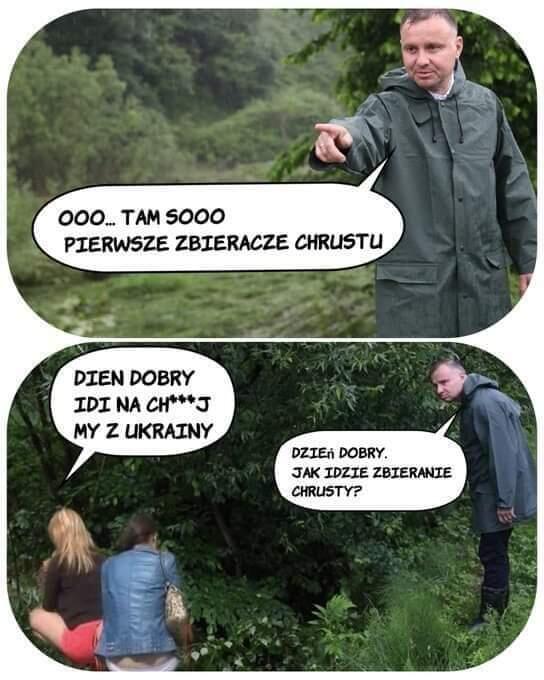 OOO... TAM SOOO
PIERWSZE ZBIERACZE CHRUSTU
DIEN DOBRY
IDI NA CH***J
MY Z UKRAINY
DZIEń DOBRY.
JAK IDZIE ZBIERANIE
CHRUSTY?